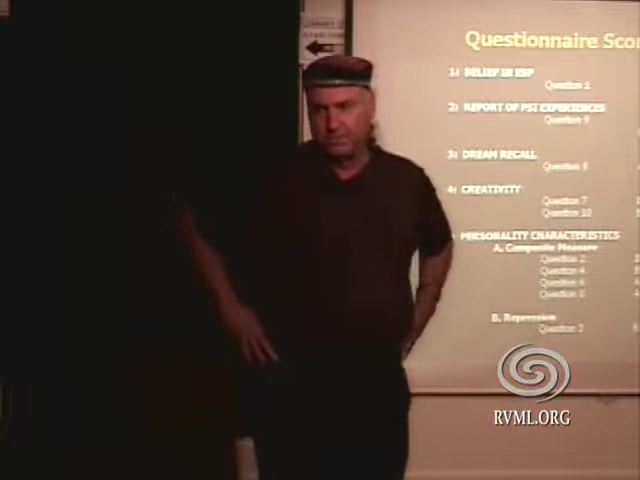 Questionnaire Sco
1: BELIEF IN ESP
Question 1
2: REPORT OF PSI EXPERIENCES
Question 9
3: DREAM RECALL
4: CREATIVITY
Question 7
Question 10
PERSONALITY CHARACTERISTICS
A. Composite Measure
Question 2
Question 4
Question 6
Question 8
B. Repression
Question 3
RVML.ORG